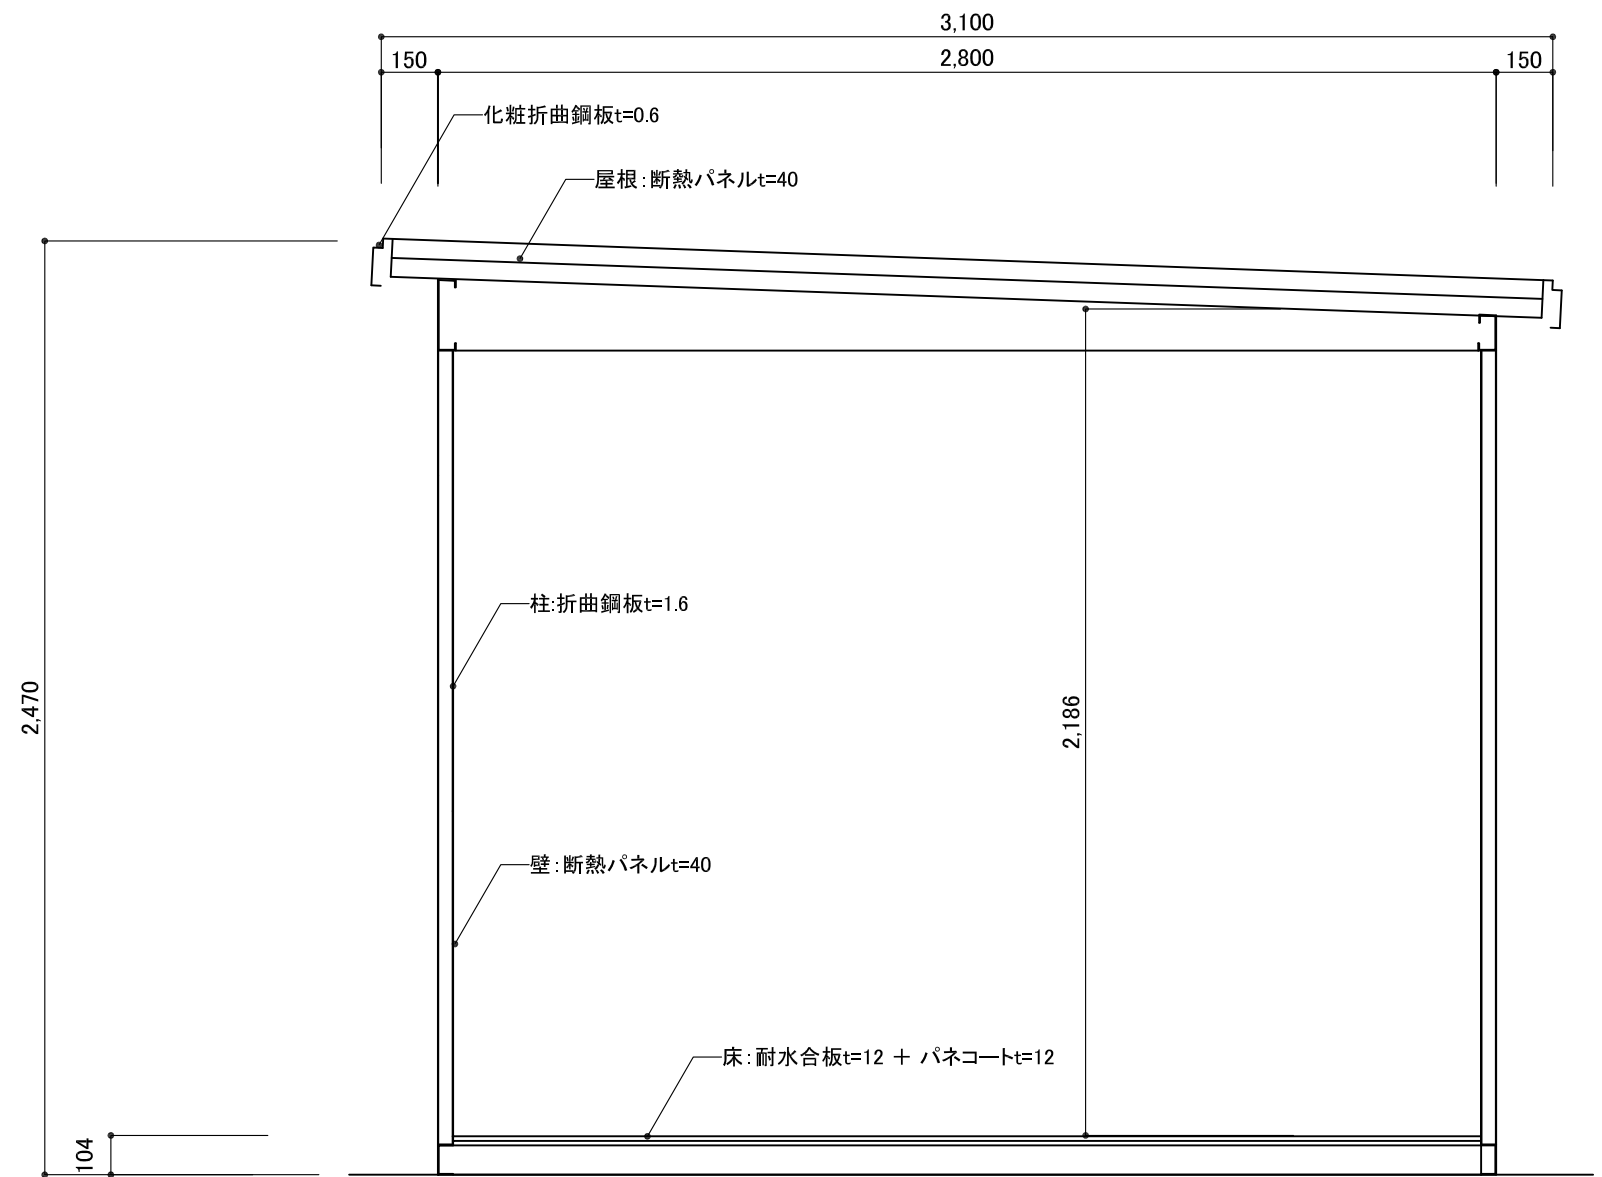 3,100
150
2,800
150
化粧折曲鋼板t=0.6
屋根：断熱パネルt=40
柱:折曲鋼板t=1.6
2,470
2,186
壁：断熱パネルt=40
床：耐水合板t=12 ＋ パネコートt=12
104